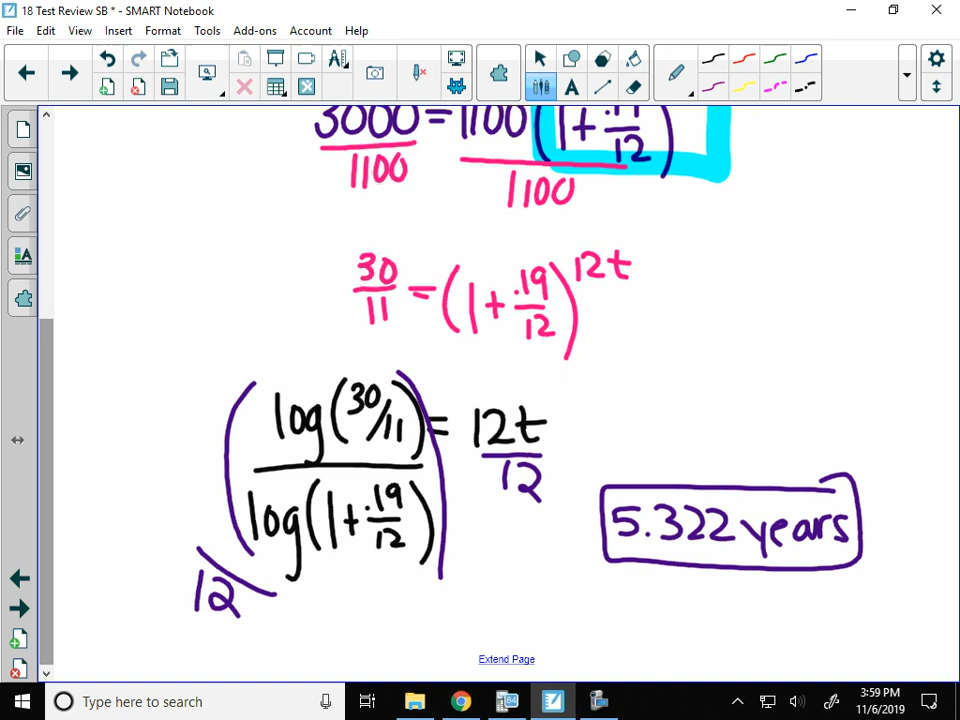 18 Test Review SB * - SMART Notebook
File Edit View Insert Format Tools Add-ons Account Help
3000 = 1100 (1 + .19/12)
1100 1100
30/11 = (1 + .19/12)^12t
log(30/11) = 12t
log(1 + .19/12) 12
12
5.322 years
Extend Page
Type here to search
3:59 PM
11/6/2019